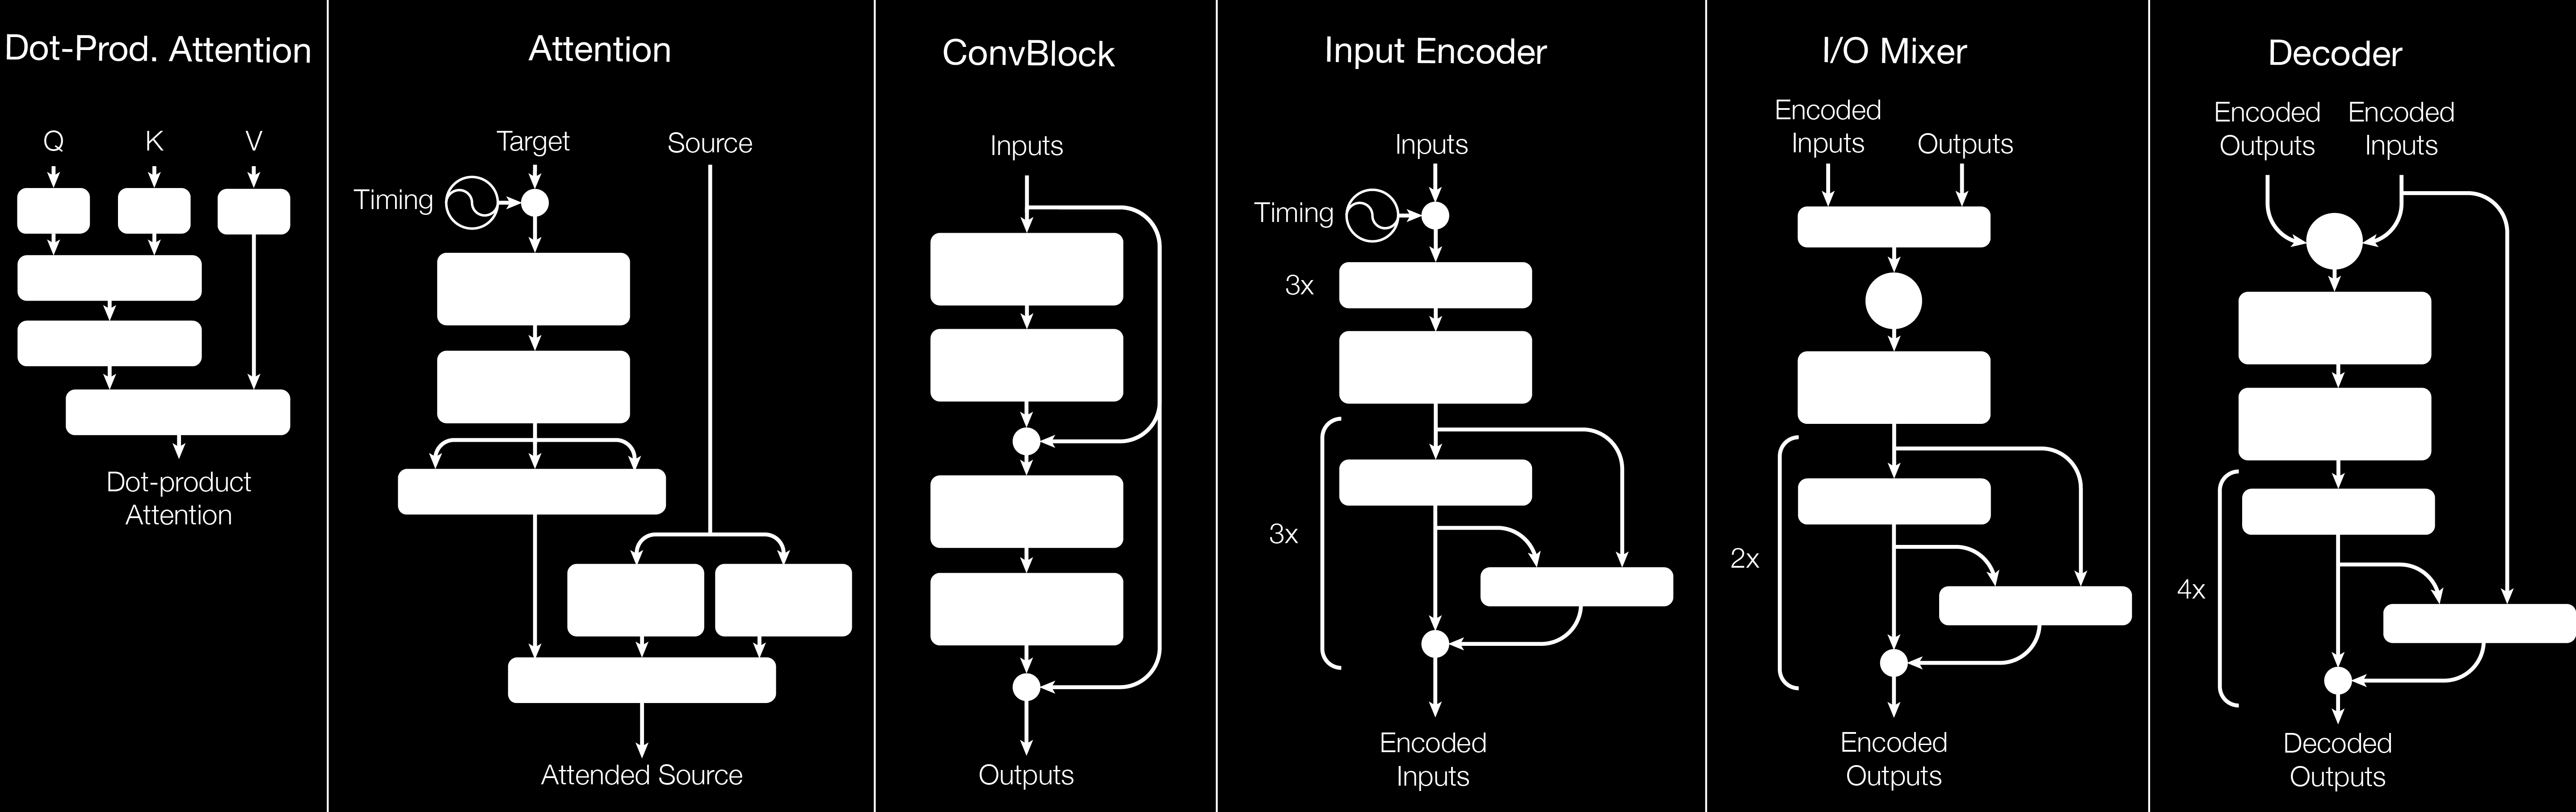 Dot-Prod. Attention
Q
K
V
Dot-product
Attention
Attention
Target
Source
Timing
Attended Source
ConvBlock
Inputs
Outputs
Input Encoder
Inputs
Timing
3x
3x
Encoded
Inputs
I/O Mixer
Encoded
Inputs
Outputs
2x
Encoded
Outputs
Decoder
Encoded
Outputs
Encoded
Inputs
4x
Decoded
Outputs